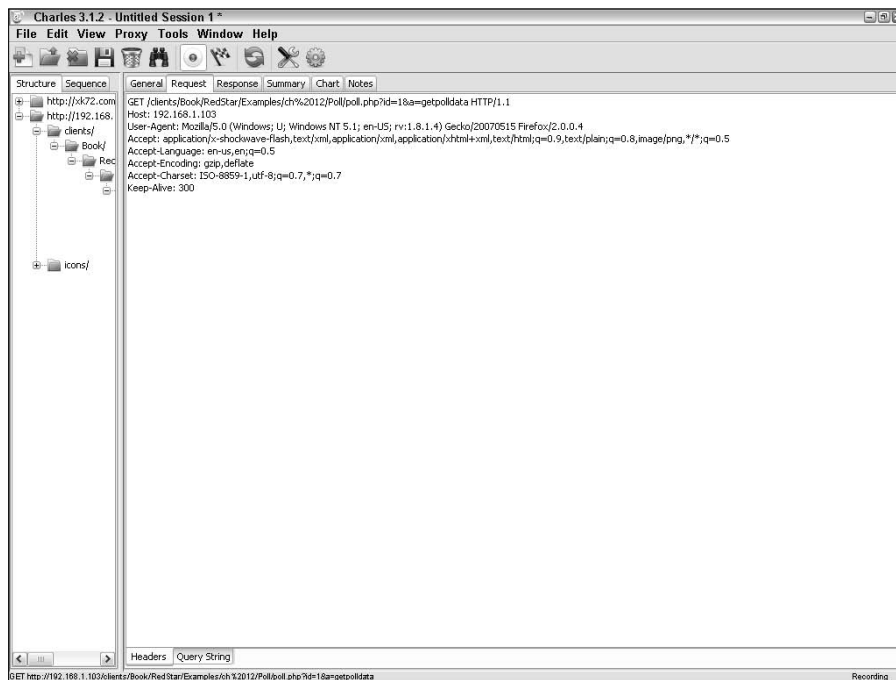 Charles 3.1.2 - Untitled Session 1 *
File Edit View Proxy Tools Window Help
Structure Sequence
General Request Response Summary Chart Notes
http://xk72.com
http://192.168.
clients/
Book/
Red
icons/
GET /clients/Book/RedStar/Examples/ch%2012/Poll/poll.php?id=1&a=getpolldata HTTP/1.1
Host: 192.168.1.103
User-Agent: Mozilla/5.0 (Windows; U; Windows NT 5.1; en-US; rv:1.8.1.4) Gecko/20070515 Firefox/2.0.0.4
Accept: application/x-shockwave-flash,text/xml,application/xml,application/xhtml+xml,text/html;q=0.9,text/plain;q=0.8,image/png,*/*;q=0.5
Accept-Language: en-us,en;q=0.5
Accept-Encoding: gzip,deflate
Accept-Charset: ISO-8859-1,utf-8;q=0.7,*;q=0.7
Keep-Alive: 300
Headers Query String
GET http://192.168.1.103/clients/Book/RedStar/Examples/ch%2012/Poll/poll.php?id=1&a=getpolldata
Recording